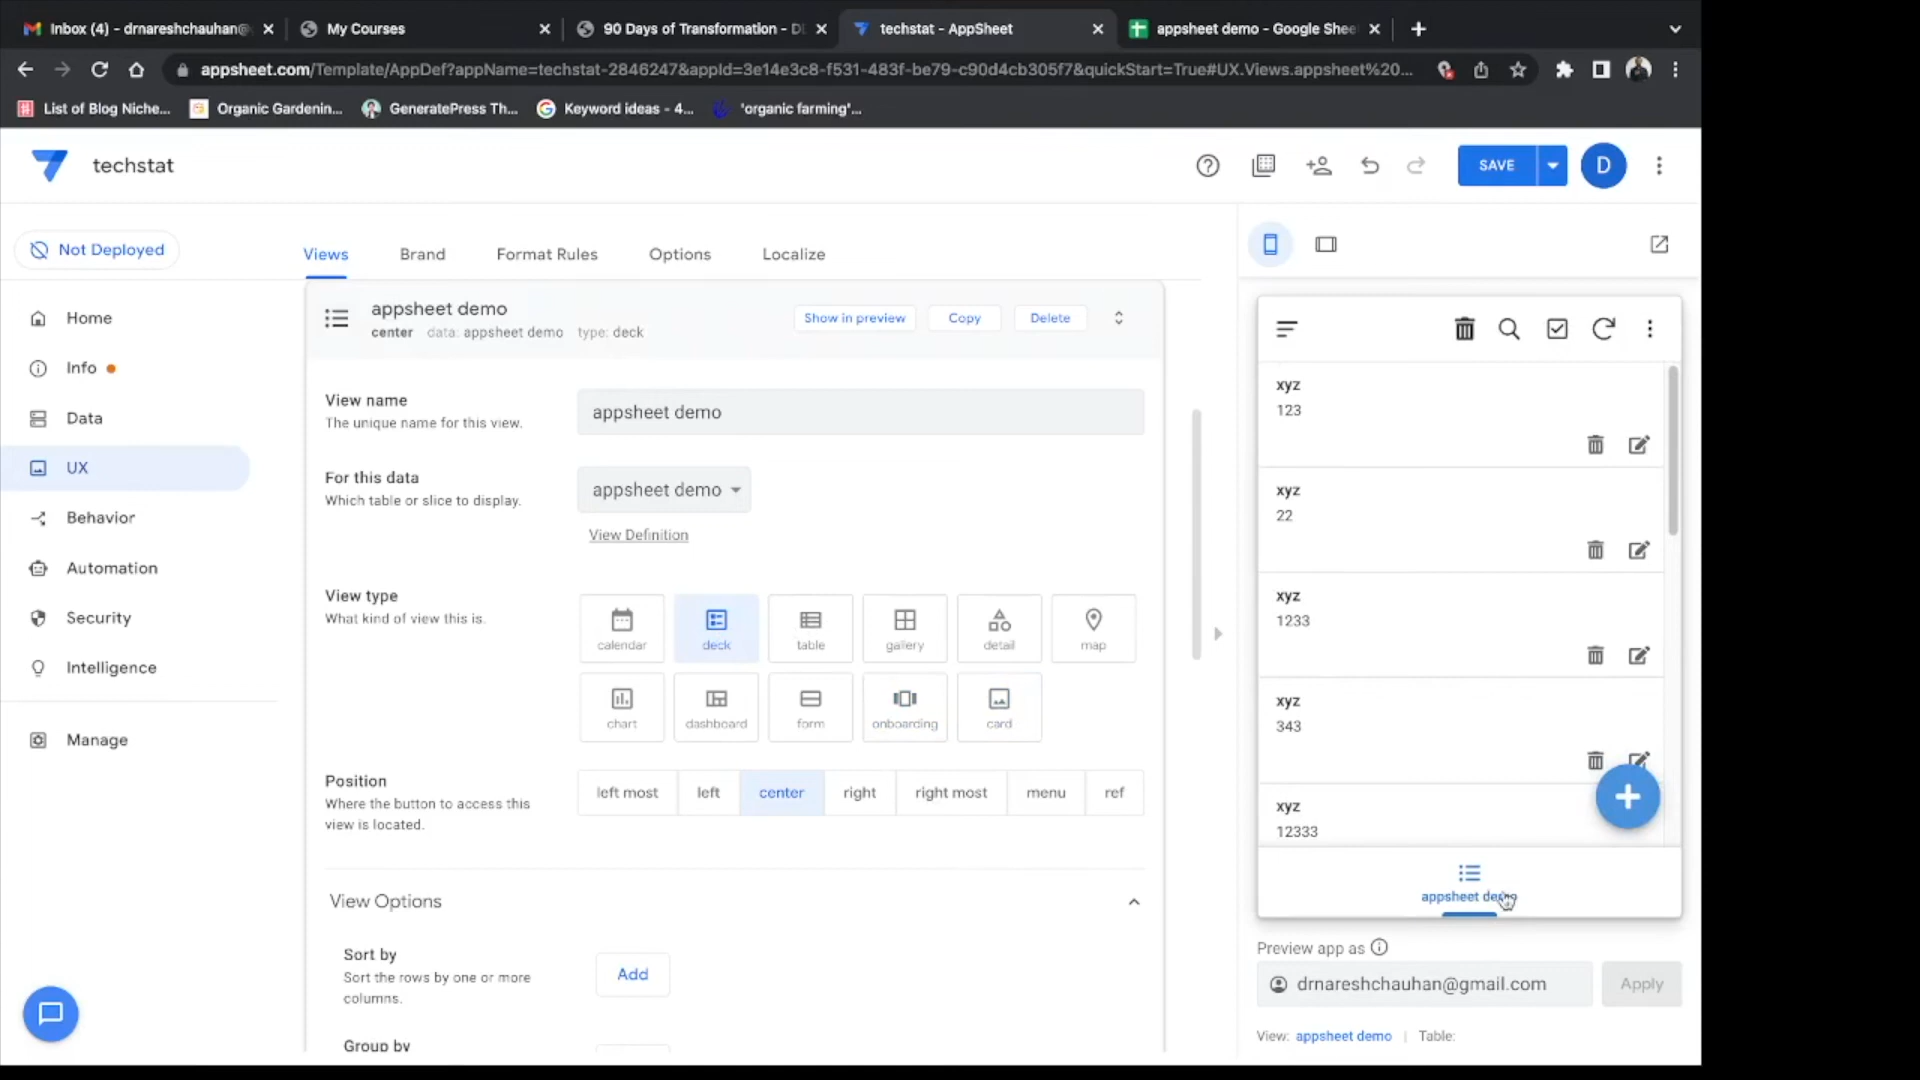 Inbox (4) - drnareshchauhan@
My Courses
90 Days of Transformation - D
techstat - AppSheet
appsheet demo - Google Shee
appsheet.com/Template/AppDef?appName=techstat-2846247&appId=3e14e3c8-f531-483f-be79-c90d4cb305f7&quickStart=True#UX.Views.appsheet%20...
List of Blog Niche...
Organic Gardenin...
GeneratePress Th...
Keyword ideas - 4...
'organic farming'...
techstat
SAVE
D
Not Deployed
Views
Brand
Format Rules
Options
Localize
Home
Info
Data
UX
Behavior
Automation
Security
Intelligence
Manage
appsheet demo
center data: appsheet demo type: deck
Show in preview
Copy
Delete
View name
The unique name for this view.
appsheet demo
For this data
Which table or slice to display.
appsheet demo
View Definition
View type
What kind of view this is.
calendar
deck
table
gallery
detail
map
chart
dashboard
form
onboarding
card
Position
Where the button to access this
view is located.
left most
left
center
right
right most
menu
ref
View Options
Sort by
Sort the rows by one or more
columns.
Add
Group by
xyz
123
xyz
22
xyz
1233
xyz
343
xyz
12333
appsheet demo
Preview app as
drnareshchauhan@gmail.com
Apply
View: appsheet demo | Table: